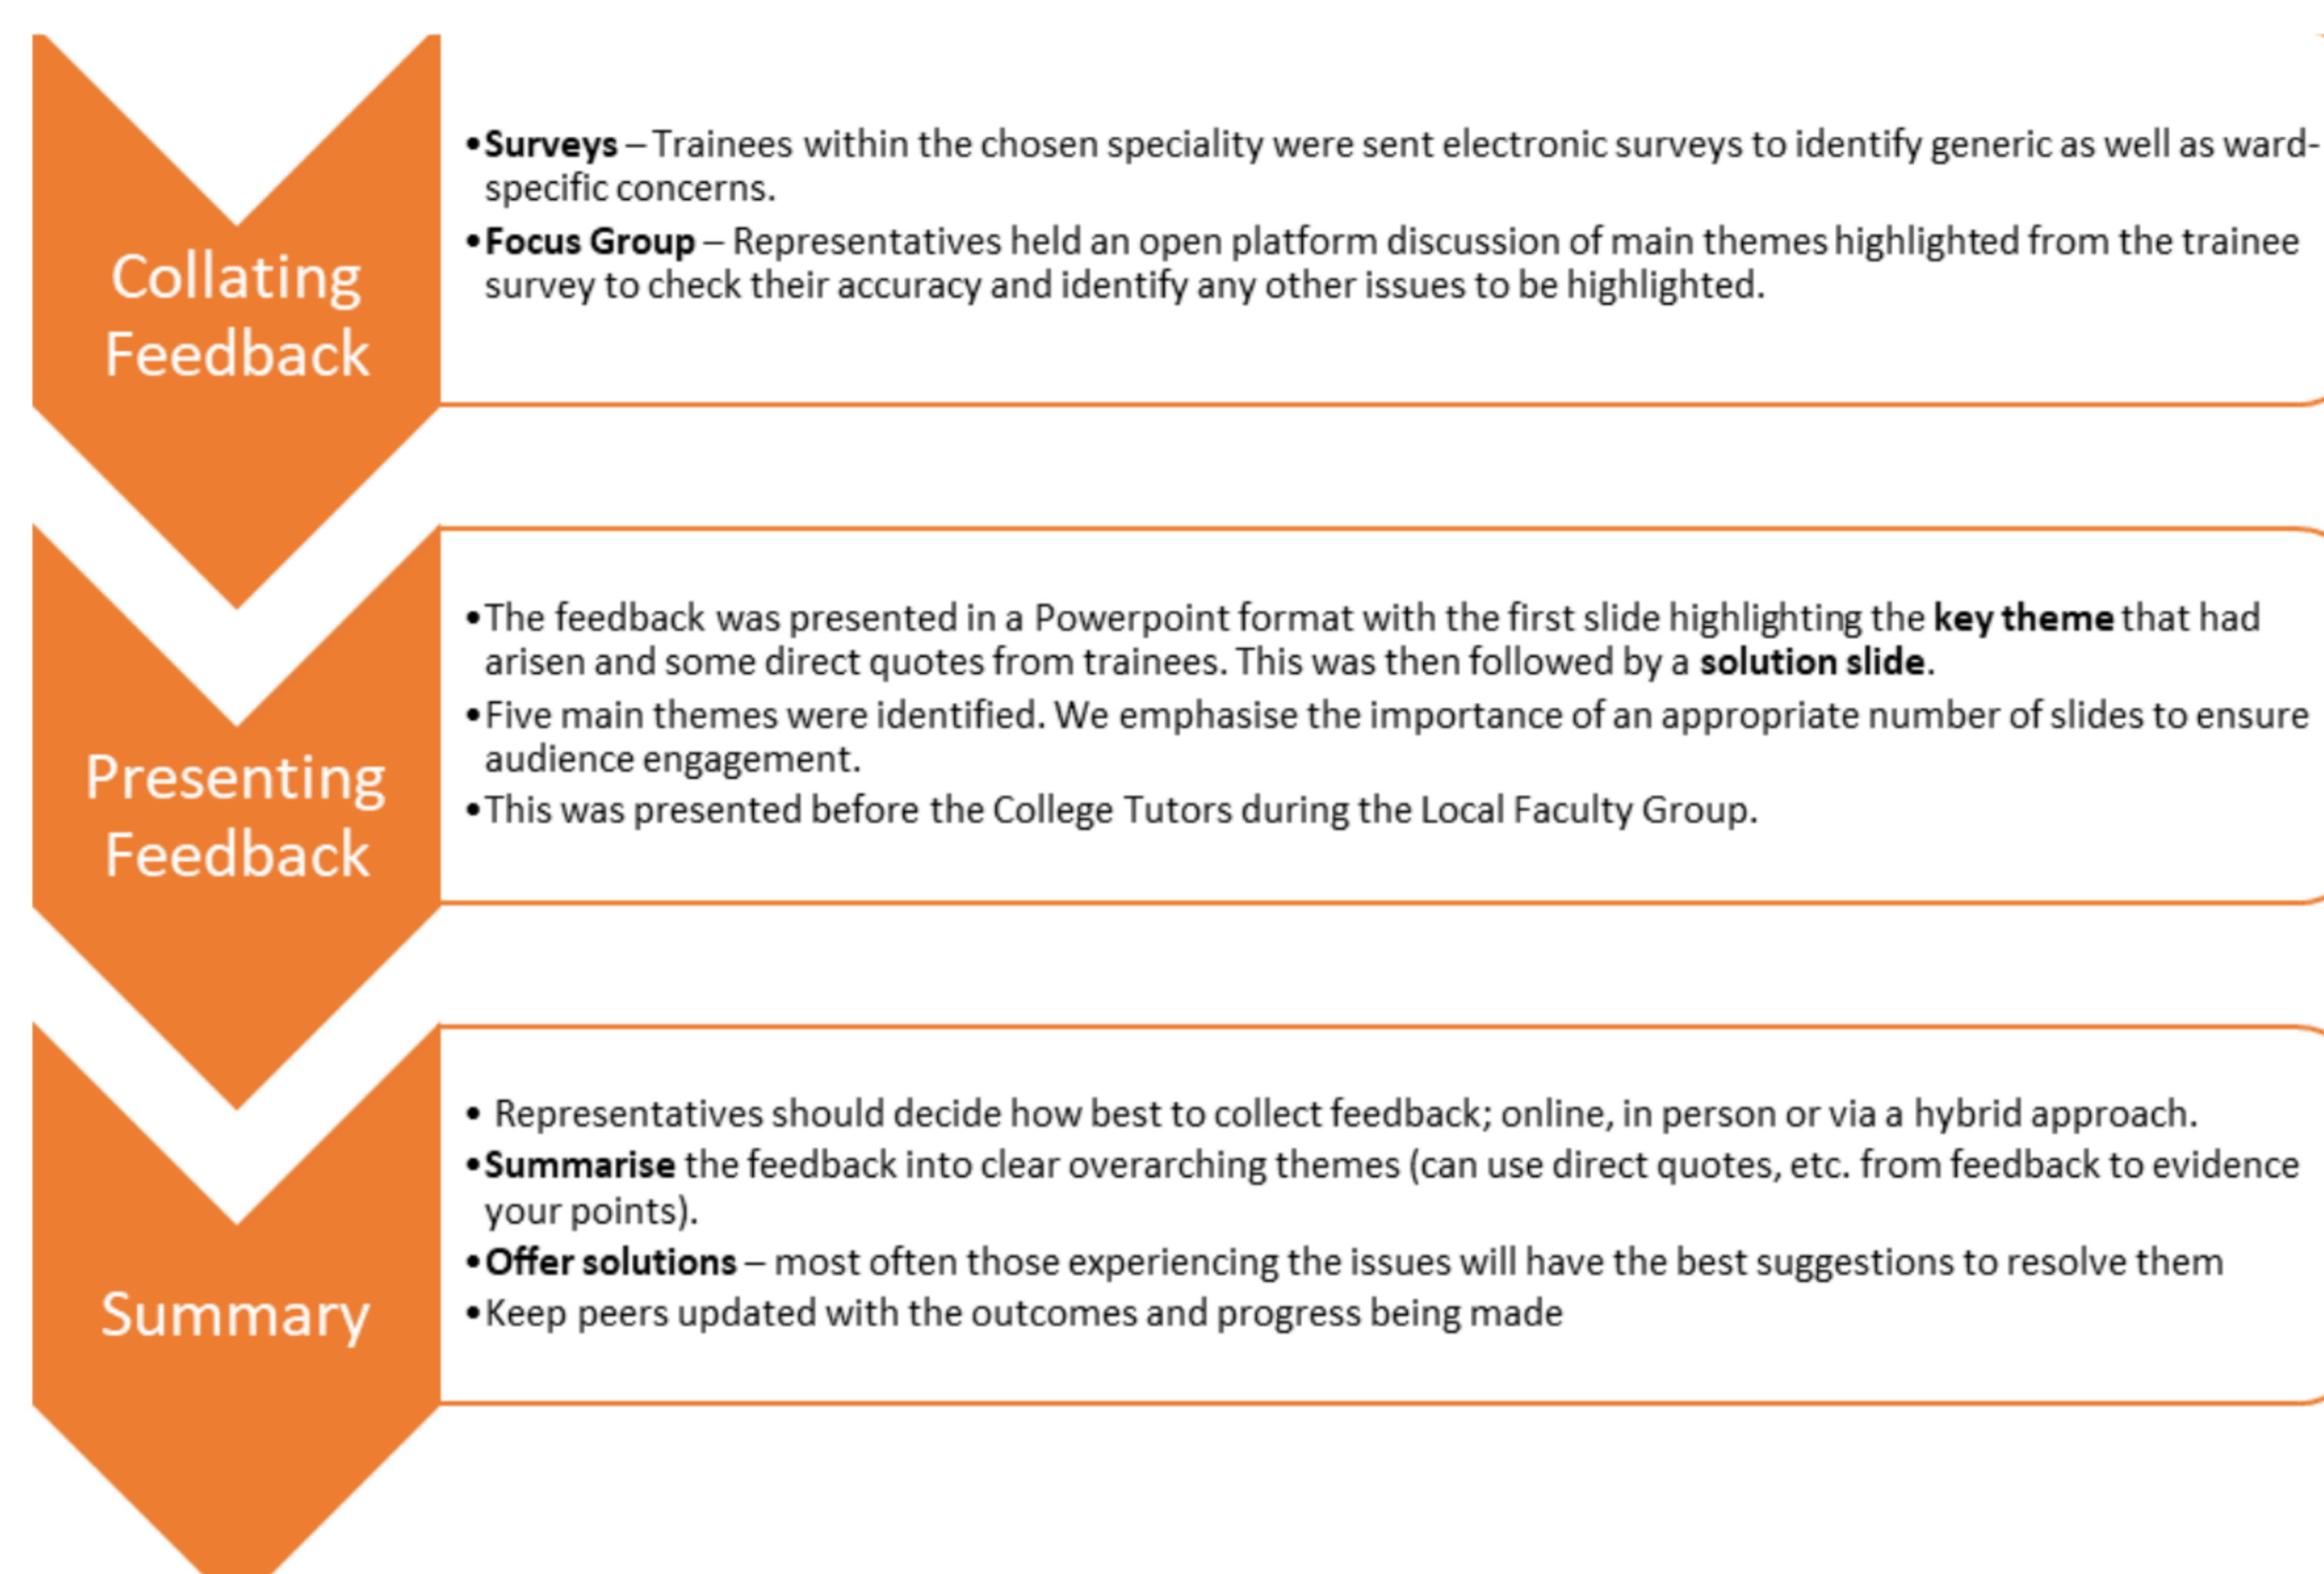 Collating
Feedback
•Surveys – Trainees within the chosen speciality were sent electronic surveys to identify generic as well as ward-
specific concerns.
•Focus Group – Representatives held an open platform discussion of main themes highlighted from the trainee
survey to check their accuracy and identify any other issues to be highlighted.
Presenting
Feedback
•The feedback was presented in a Powerpoint format with the first slide highlighting the key theme that had
arisen and some direct quotes from trainees. This was then followed by a solution slide.
•Five main themes were identified. We emphasise the importance of an appropriate number of slides to ensure
audience engagement.
•This was presented before the College Tutors during the Local Faculty Group.
Summary
• Representatives should decide how best to collect feedback; online, in person or via a hybrid approach.
•Summarise the feedback into clear overarching themes (can use direct quotes, etc. from feedback to evidence
your points).
•Offer solutions – most often those experiencing the issues will have the best suggestions to resolve them
•Keep peers updated with the outcomes and progress being made